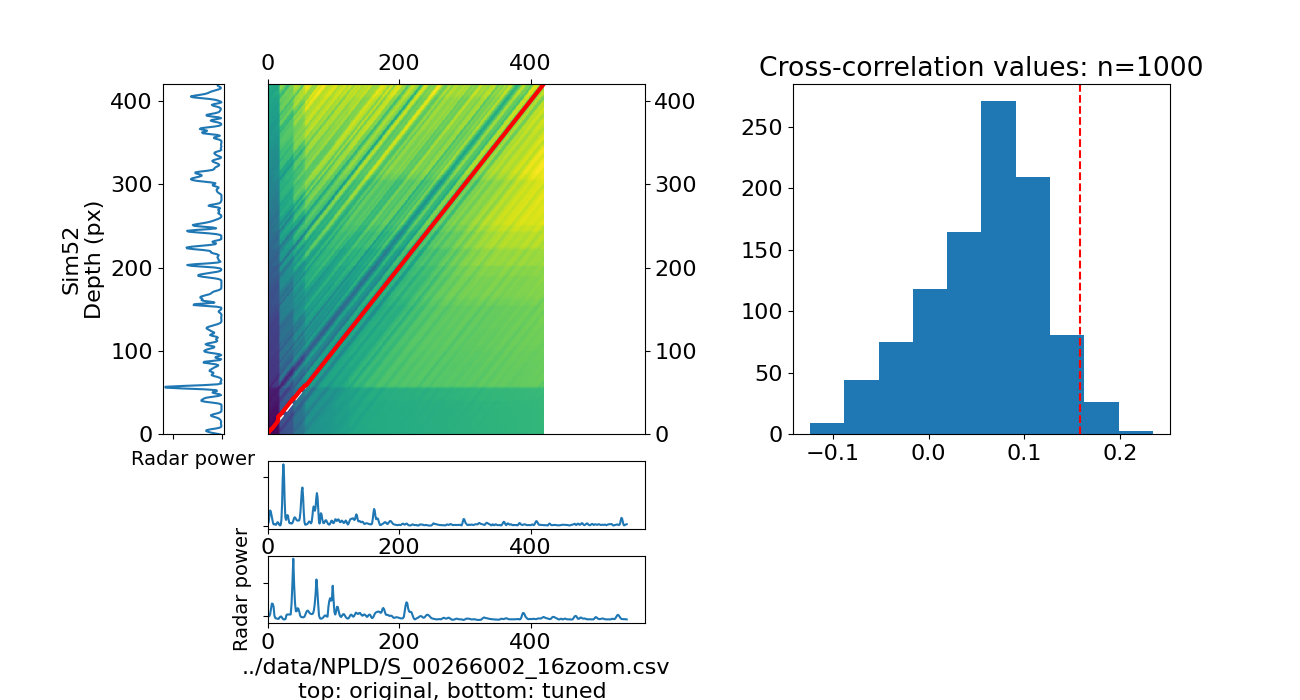 0 200 400
Cross-correlation values: n=1000
400
300
200
100
0
Sim52
Depth (px)
400
300
200
100
0
250
200
150
100
50
0
−0.1 0.0 0.1 0.2
Radar power
0 200 400
Radar power
0 200 400
../data/NPLD/S_00266002_16zoom.csv
top: original, bottom: tuned